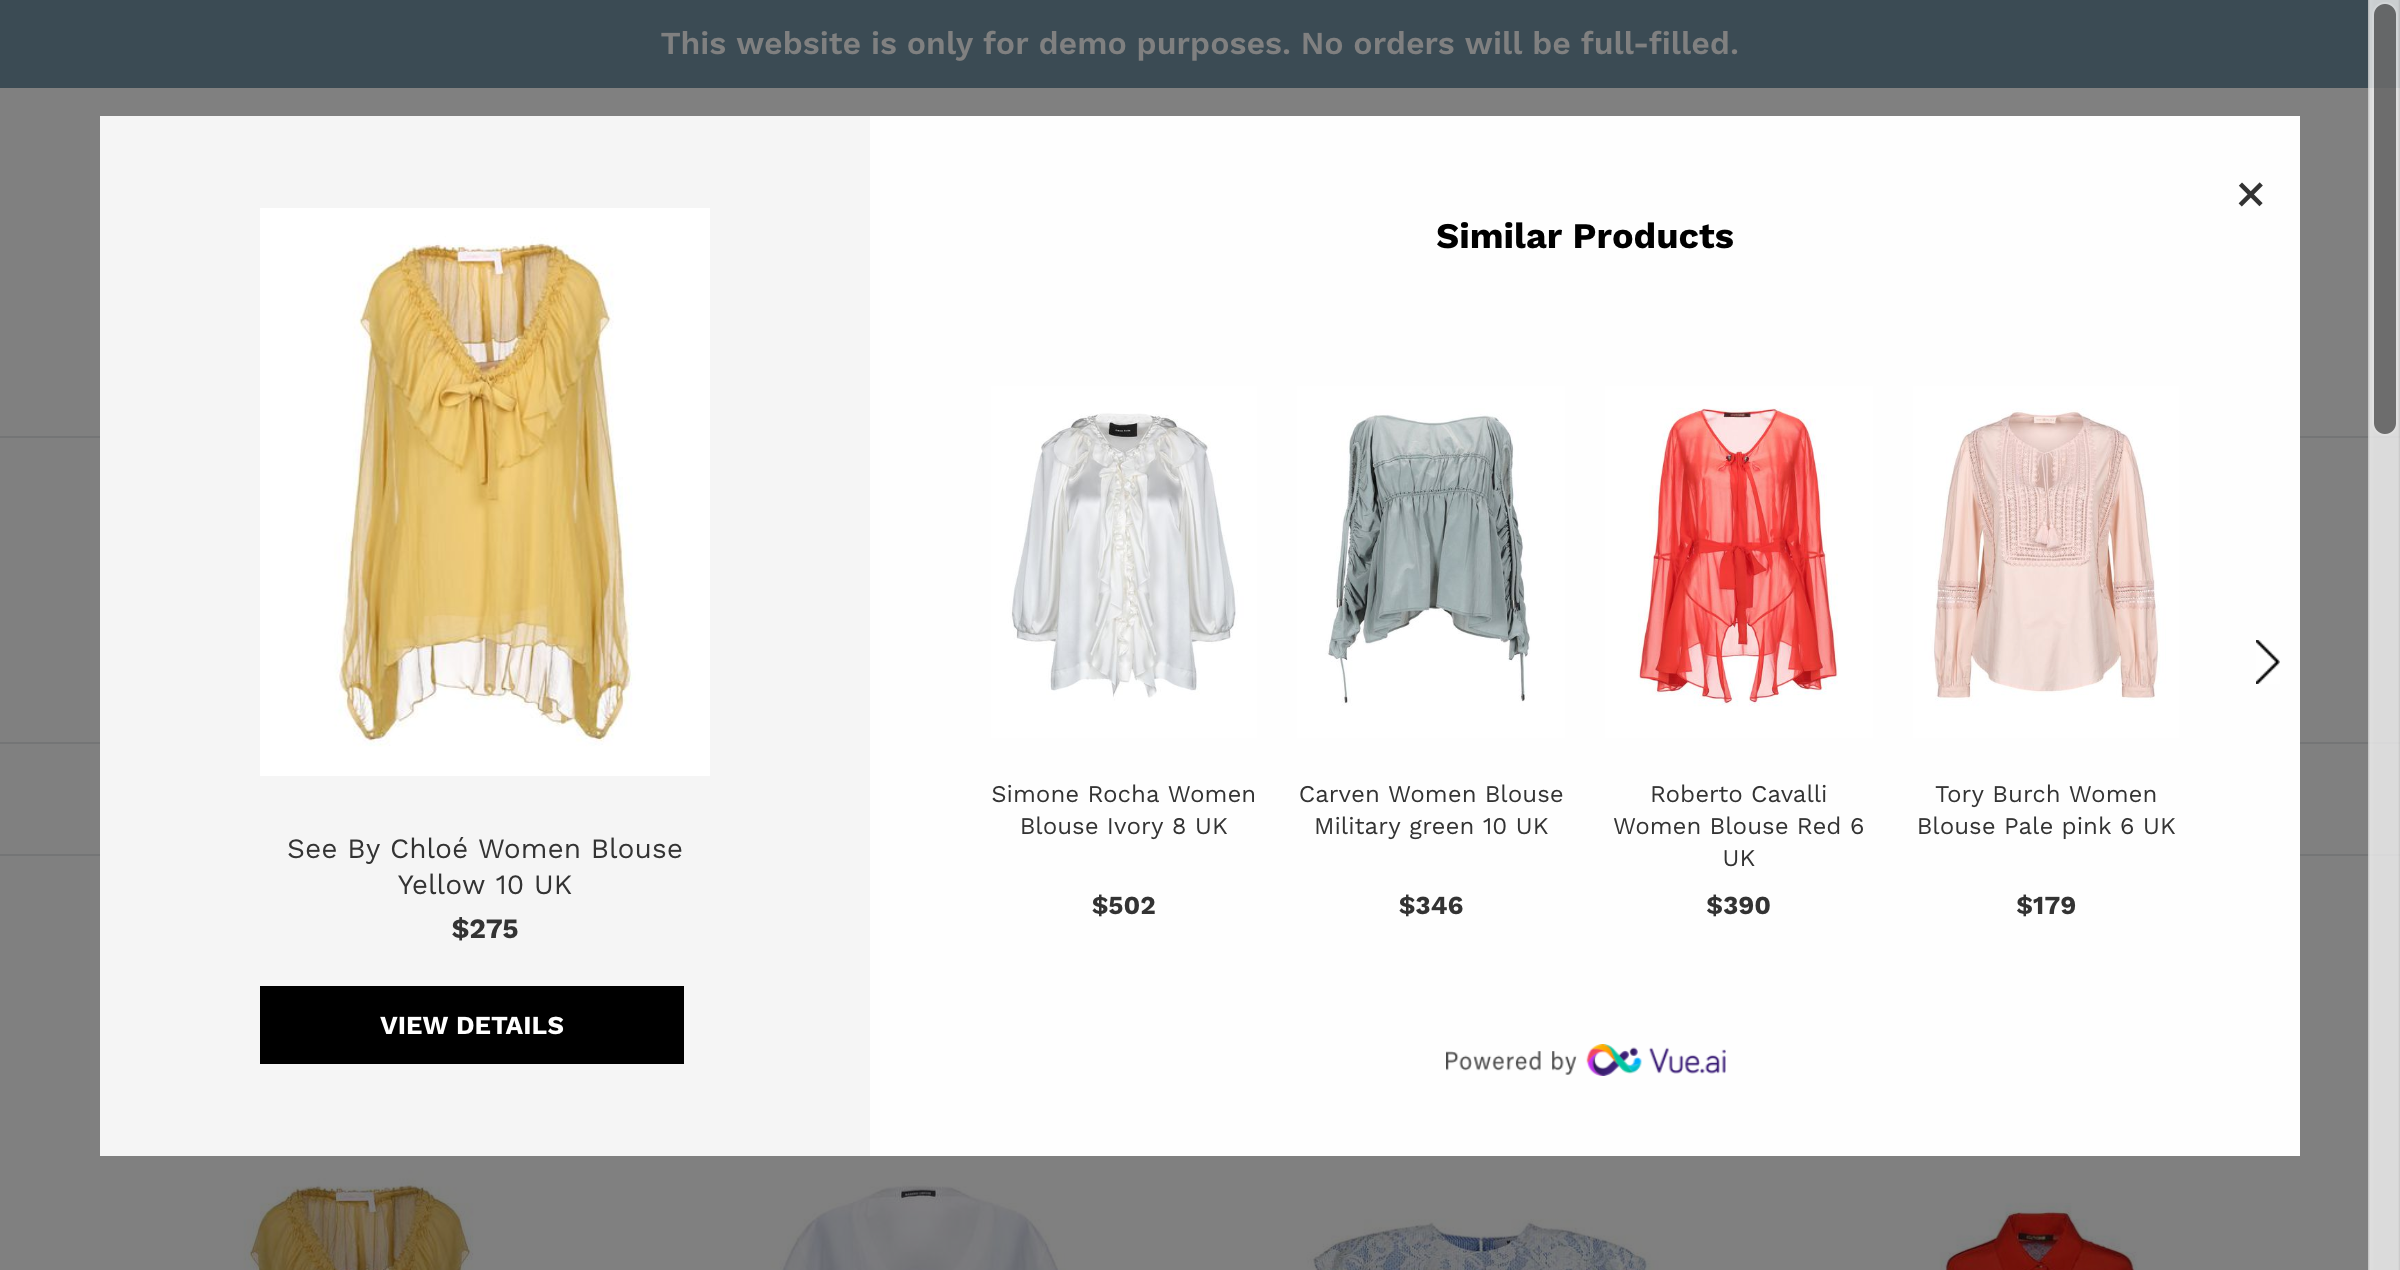 This website is only for demo purposes. No orders will be full-filled.
Similar Products
See By Chloé Women Blouse
Yellow 10 UK
$275
VIEW DETAILS
Simone Rocha Women
Blouse Ivory 8 UK
$502
Carven Women Blouse
Military green 10 UK
$346
Roberto Cavalli
Women Blouse Red 6
UK
$390
Tory Burch Women
Blouse Pale pink 6 UK
$179
Powered by Vue.ai